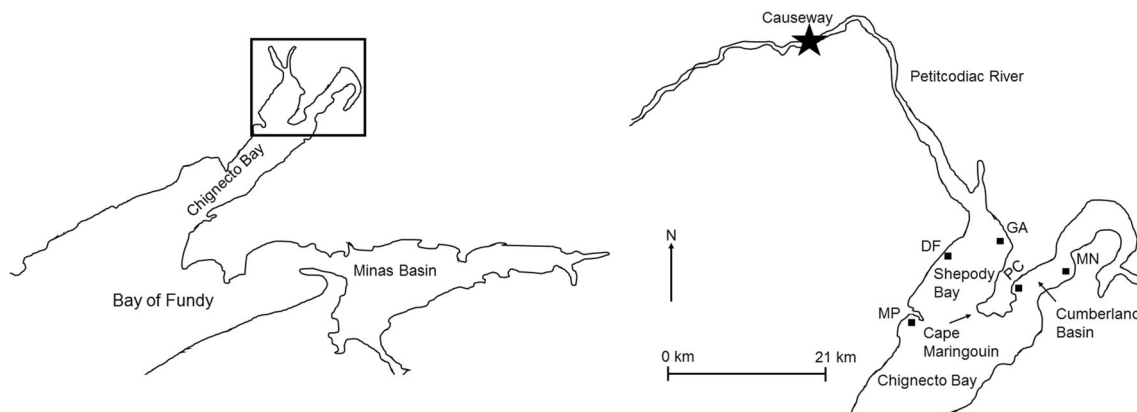 Chignecto Bay
Bay of Fundy
Minas Basin
Causeway
Petitcodiac River
N
GA
DF
Shepody
Bay
PC
MN
MP
Cape
Maringouin
Cumberland
Basin
0 km
21 km
Chignecto Bay